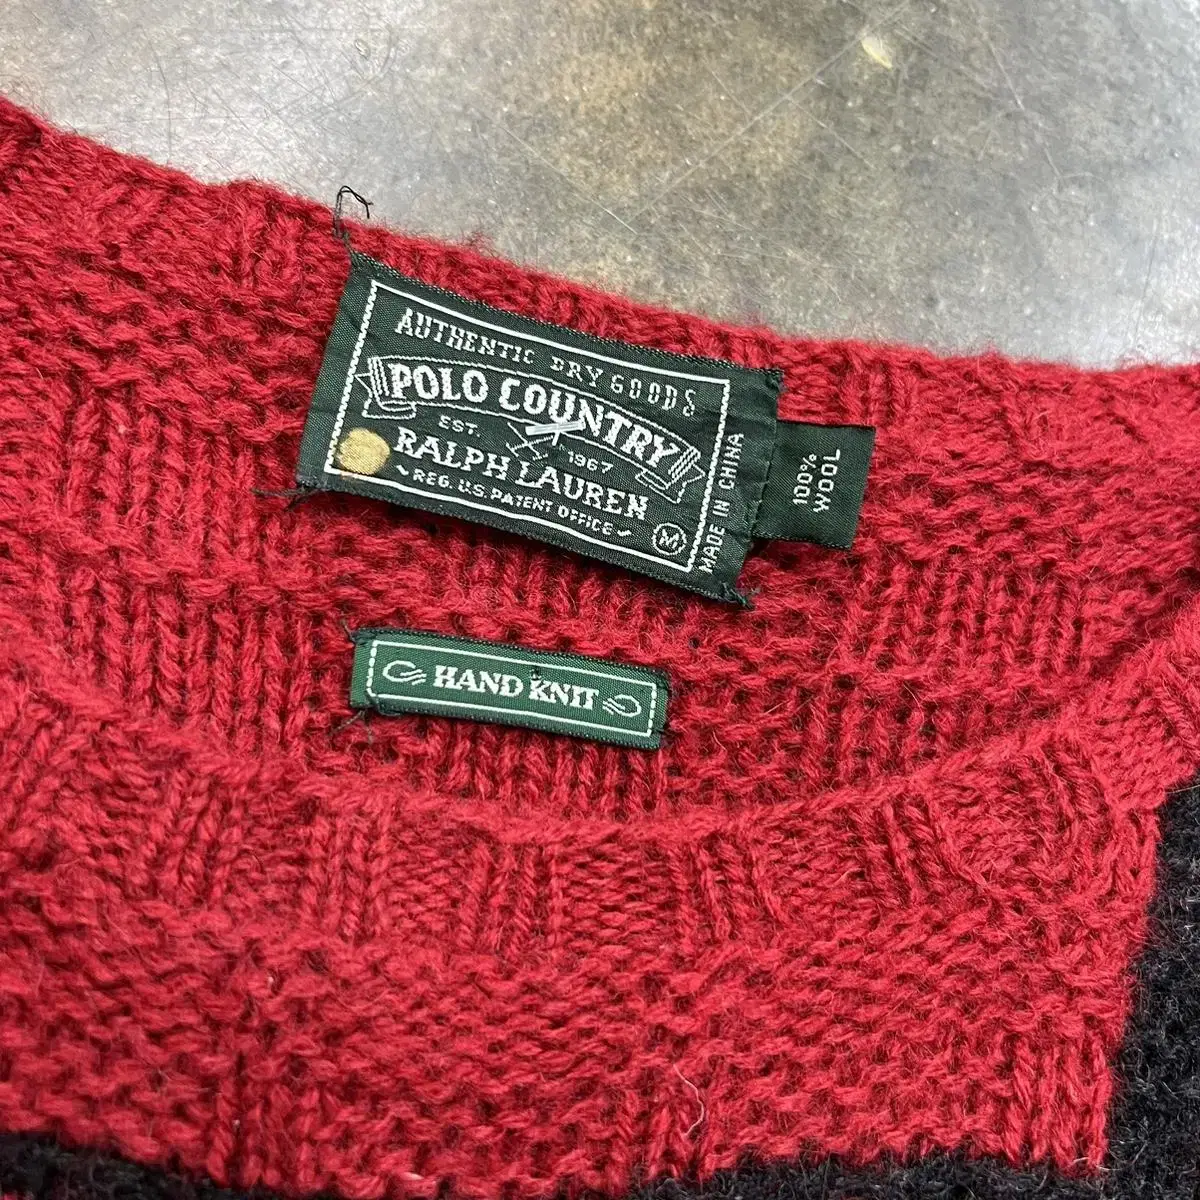 AUTHENTIC DRY GOODS
POLO COUNTRY
EST. 1967
RALPH LAUREN
REG. U.S. PATENT OFFICE
M
MADE IN CHINA
100%
WOOL
HAND KNIT